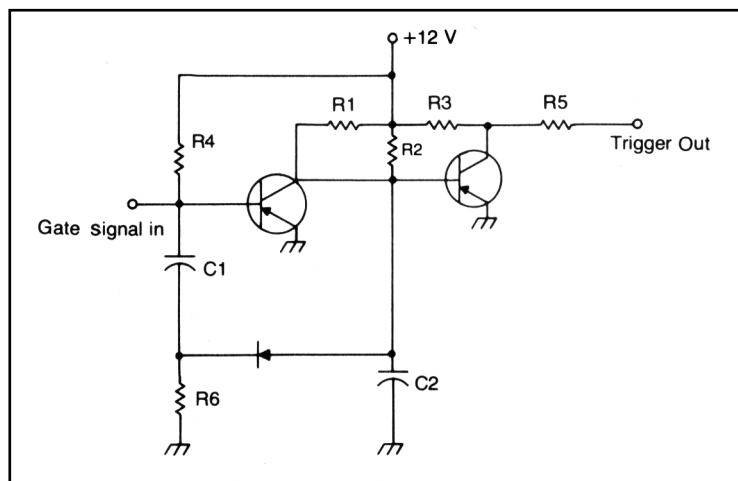 +12 V
R1
R3
R5
R4
R2
Trigger Out
Gate signal in
C1
C2
R6